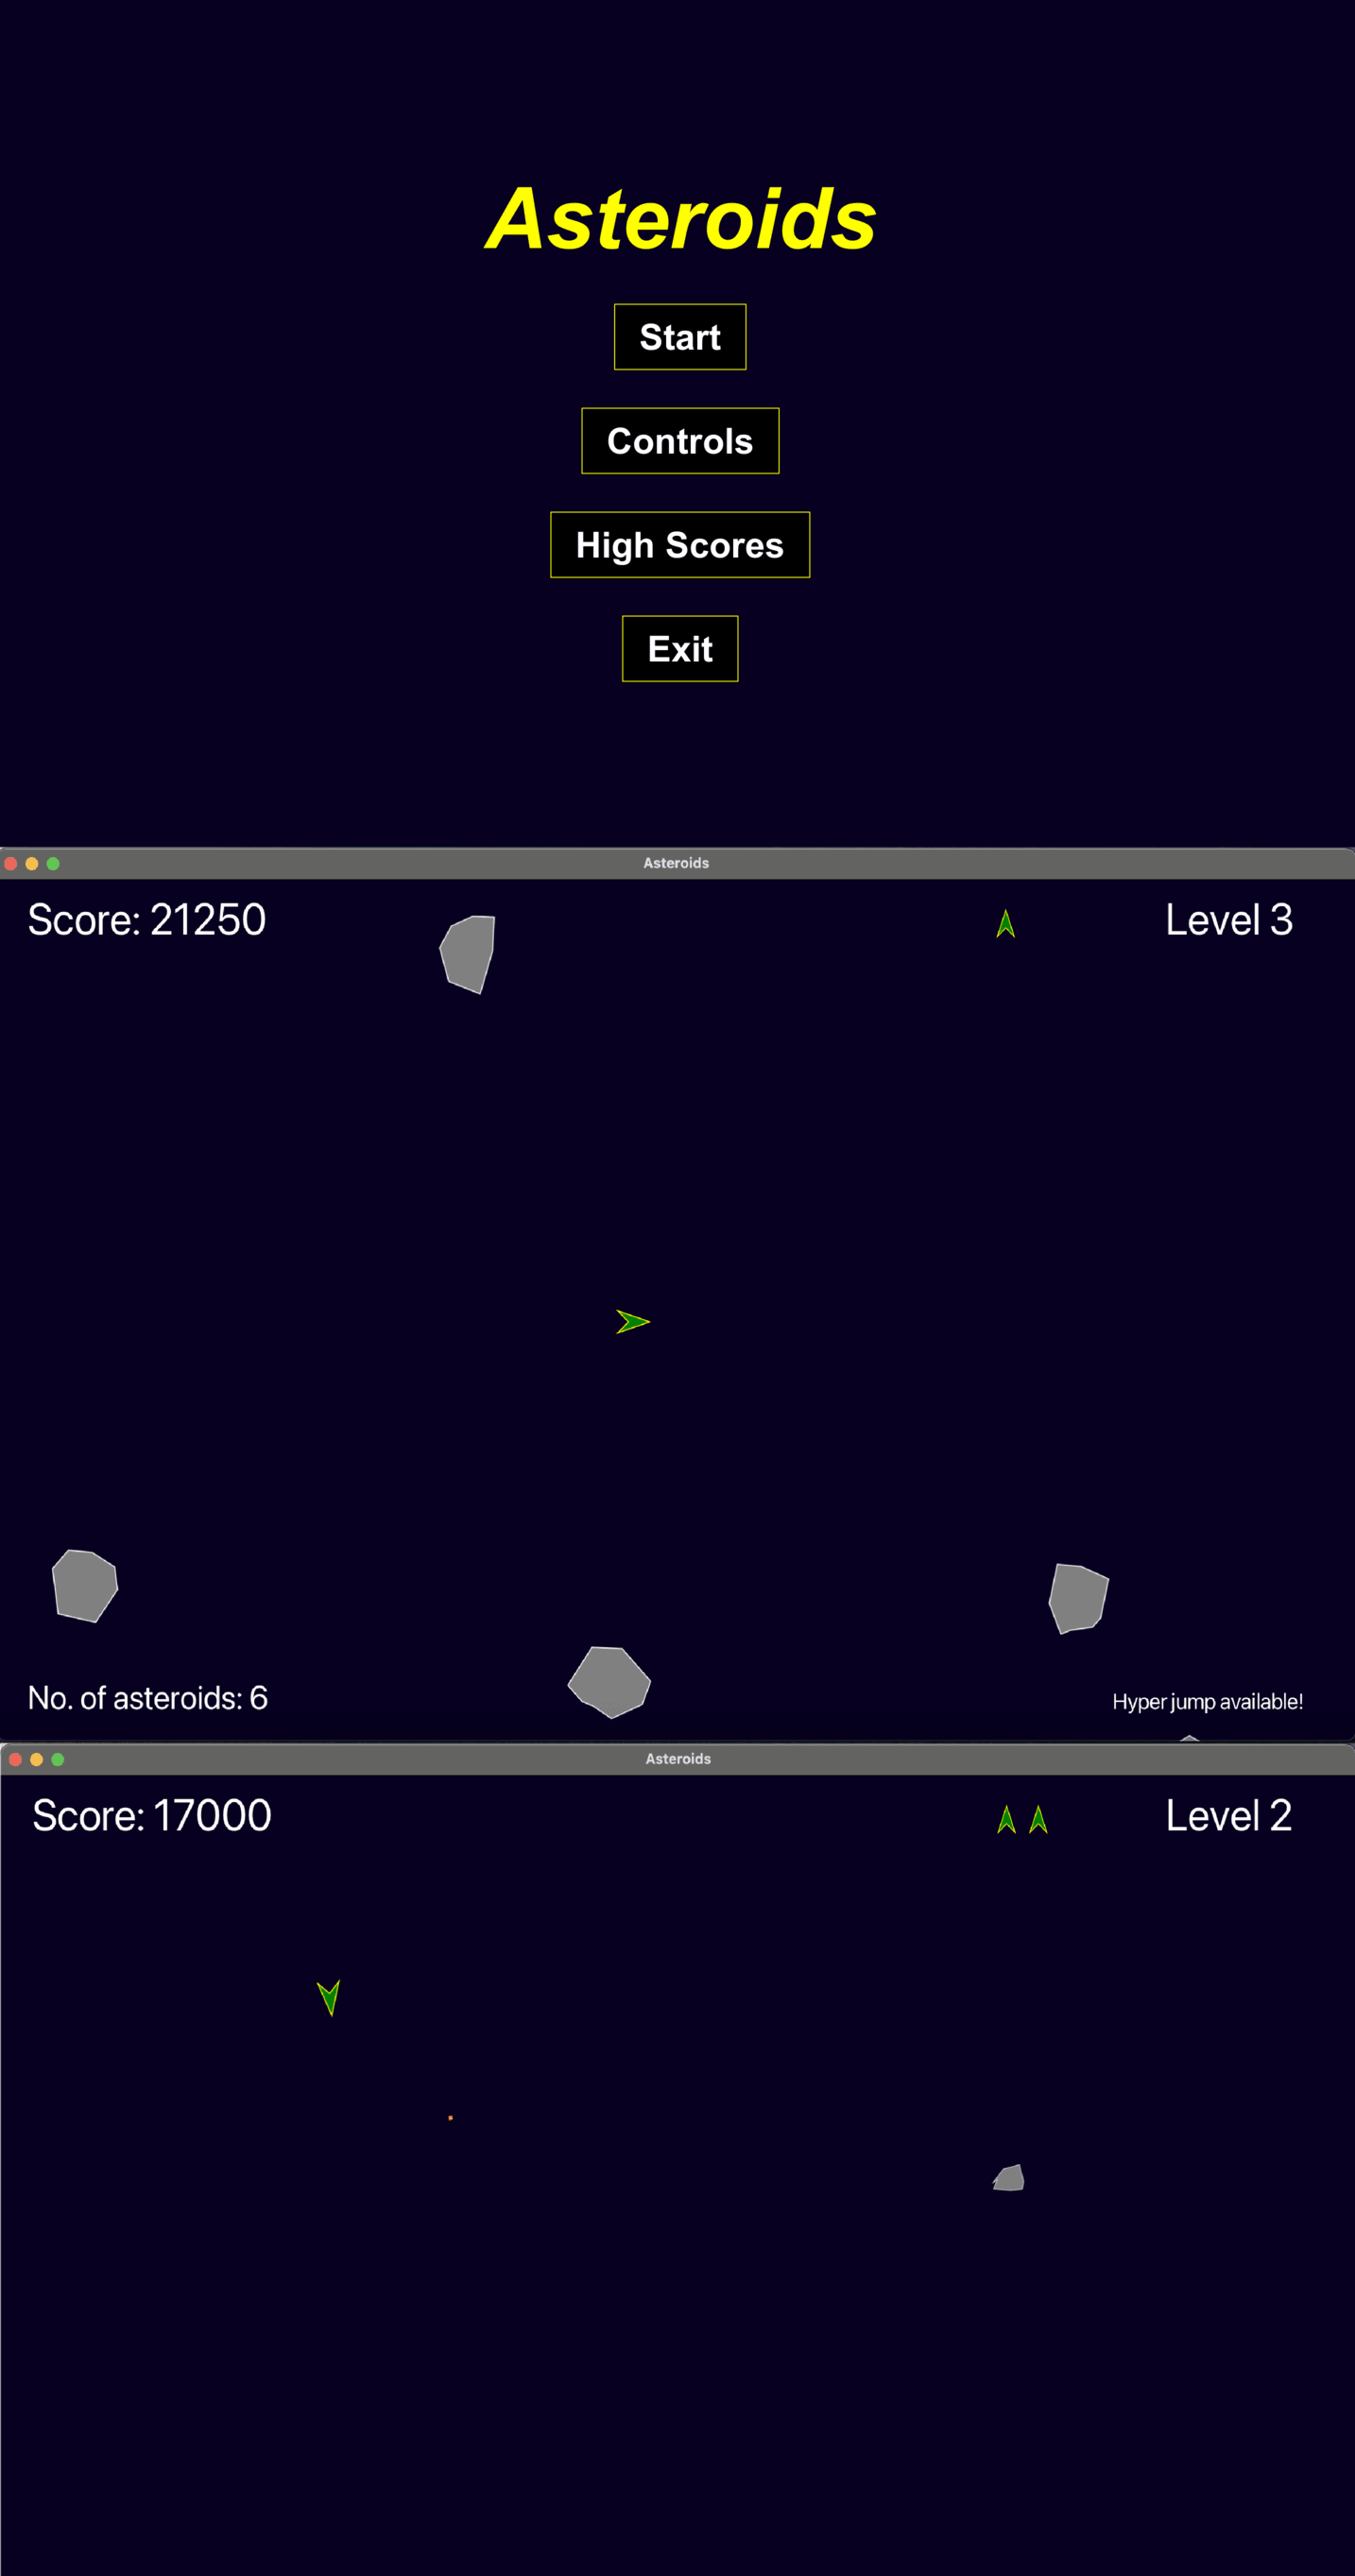 Asteroids
Start
Controls
High Scores
Exit
Asteroids
Score: 21250
Level 3
No. of asteroids: 6
Hyper jump available!
Asteroids
Score: 17000
Level 2